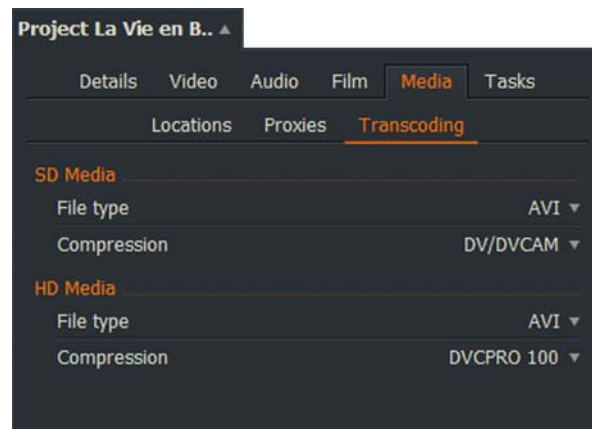 Project La Vie en B.. ▲
Details Video Audio Film Media Tasks
Locations Proxies Transcoding
SD Media
File type AVI ▼
Compression DV/DVCAM ▼
HD Media
File type AVI ▼
Compression DVCPRO 100 ▼